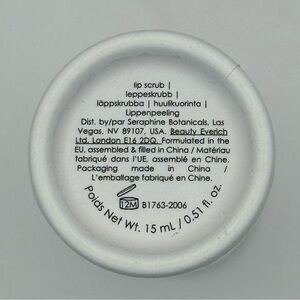 lip scrub |
leppeskrubb |
läppskrubba | huulikuorinta |
Lippenpeeling
Dist. by/par Seraphine Botanicals, Las
Vegas, NV 89107, USA. Beauty Everich
Ltd, London E16 2DQ. Formulated in the
EU, assembled & filled in China / Matériau
fabriqué dans l'UE, assemblé en Chine.
Packaging made in China /
L'emballage fabriqué en Chine.
12M B1763-2006
Poids Net Wt. 15 mL / 0.51 fl. oz.